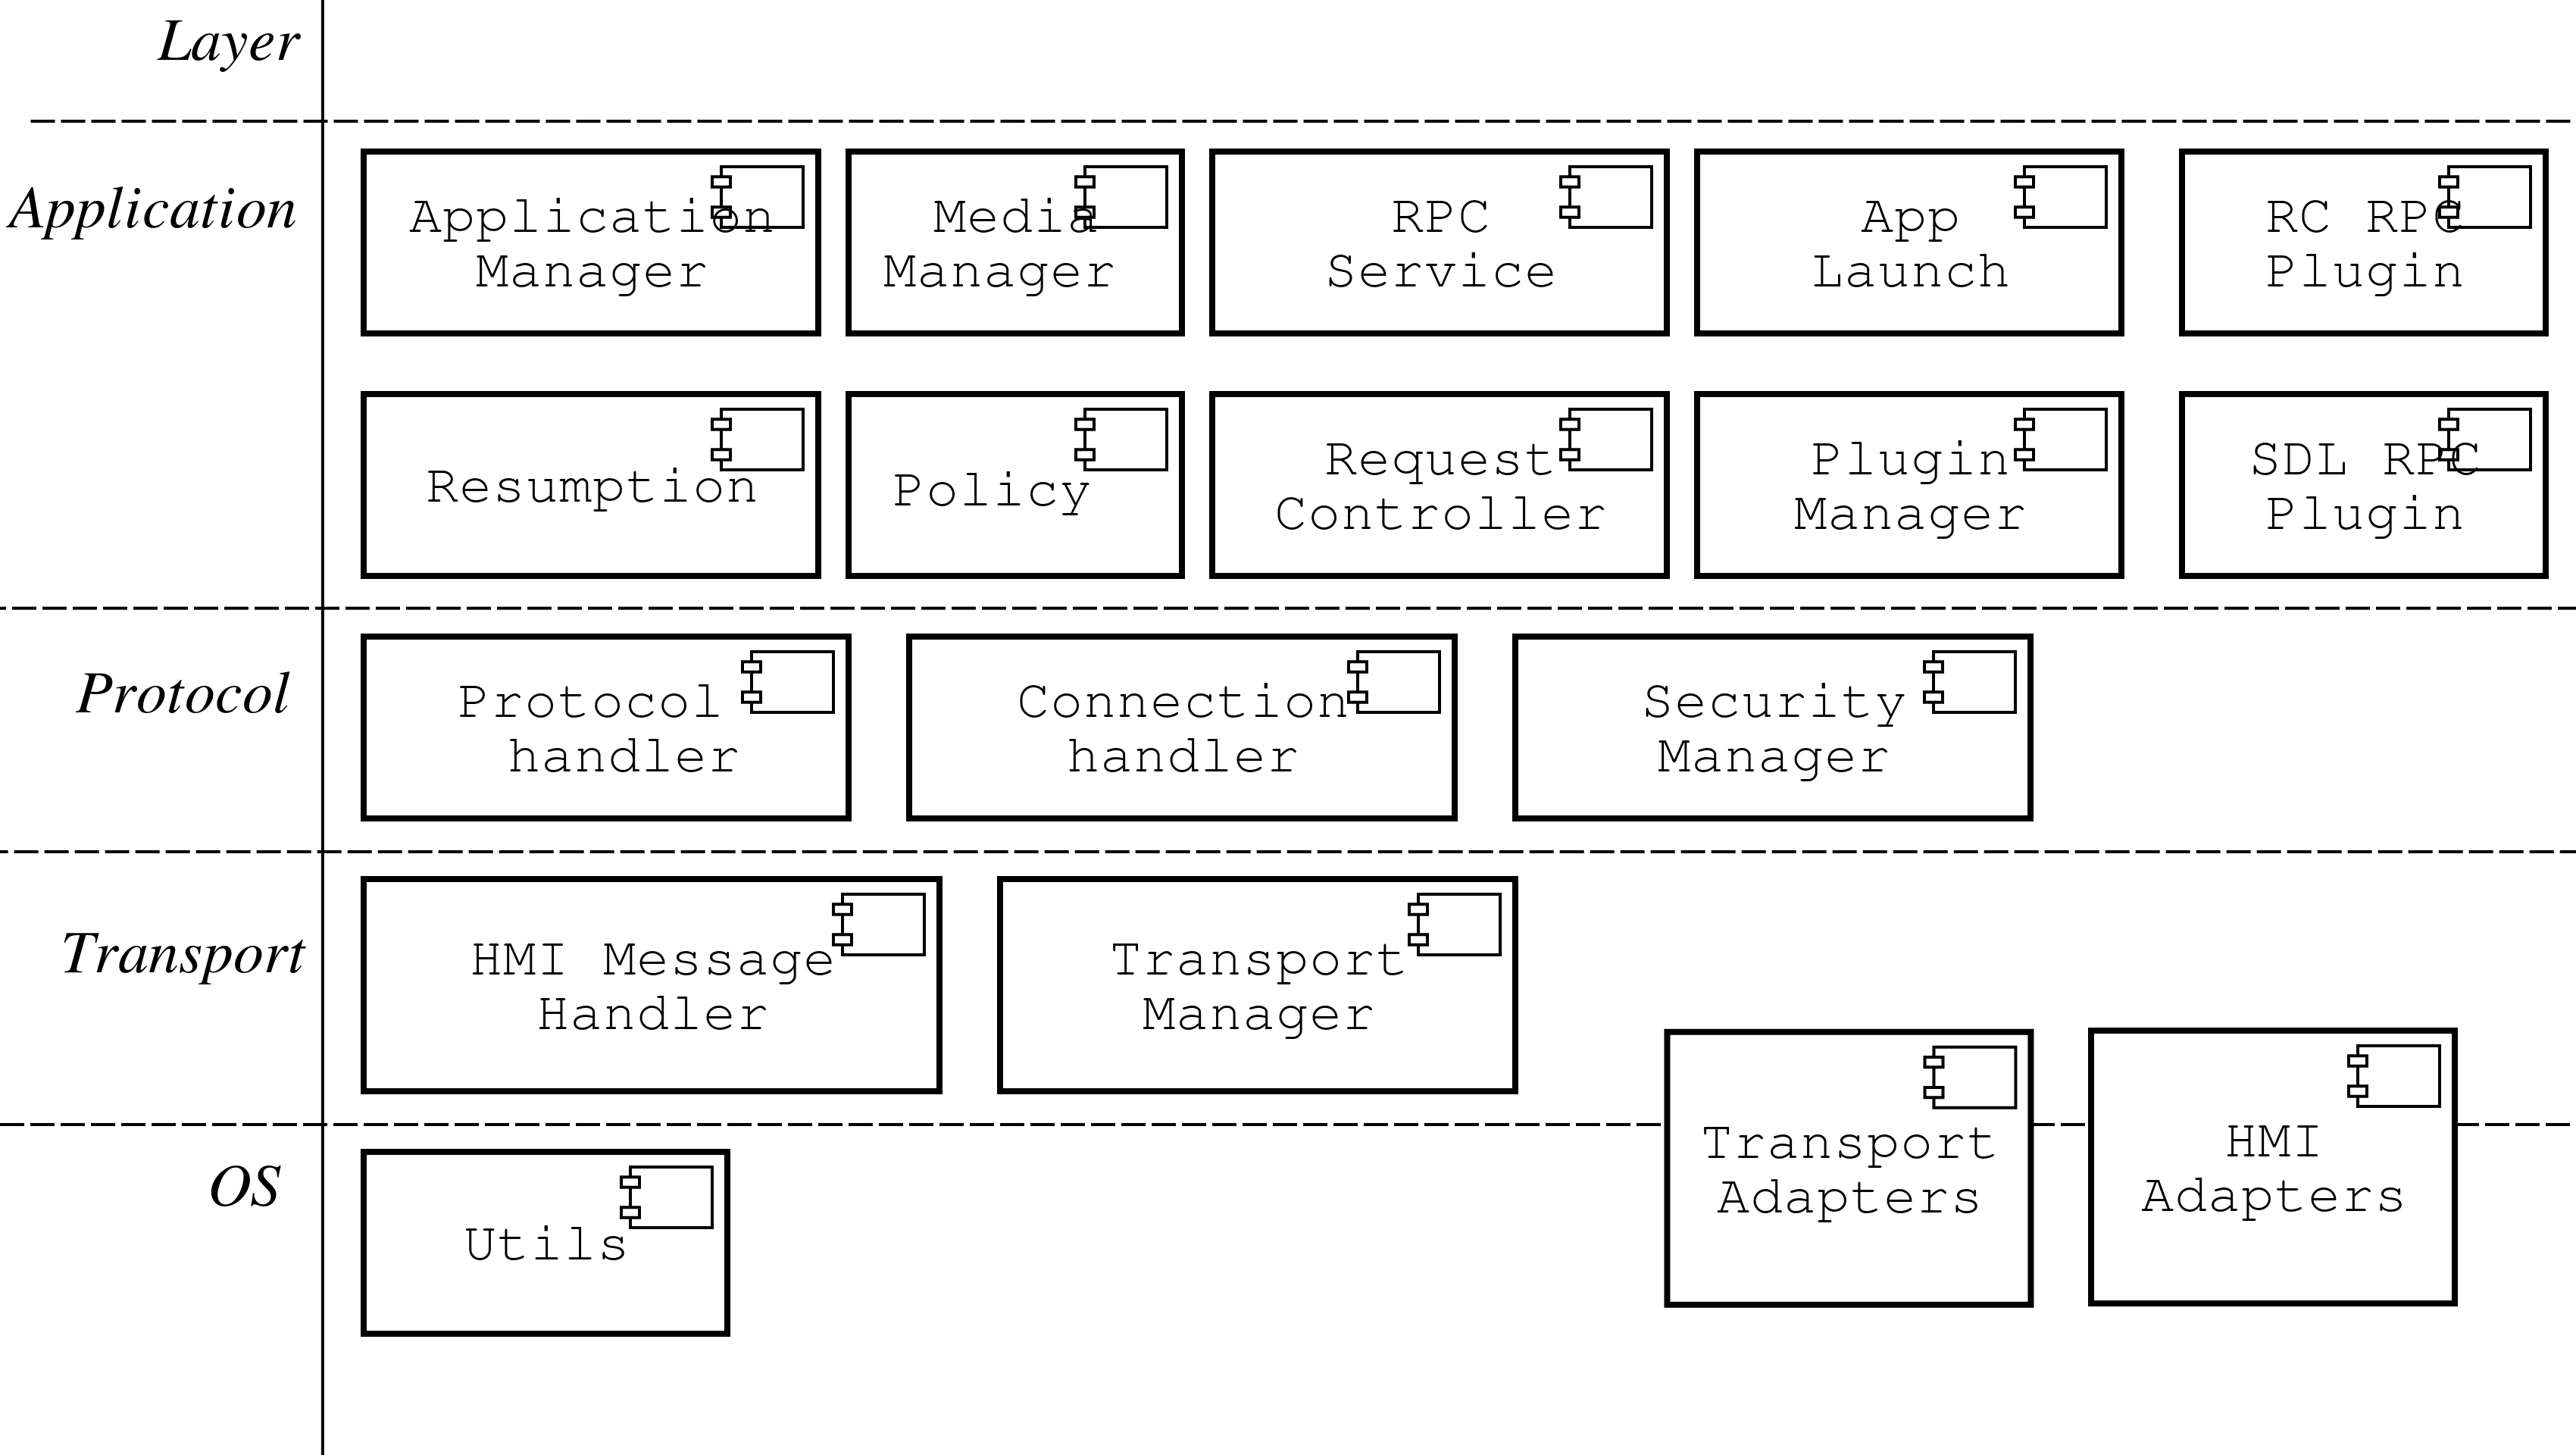 Layer
Application
Application
Manager
Media
Manager
RPC
Service
App
Launch
RC RPC
Plugin
Resumption
Policy
Request
Controller
Plugin
Manager
SDL RPC
Plugin
Protocol
Protocol
handler
Connection
handler
Security
Manager
Transport
HMI Message
Handler
Transport
Manager
Transport
Adapters
HMI
Adapters
OS
Utils